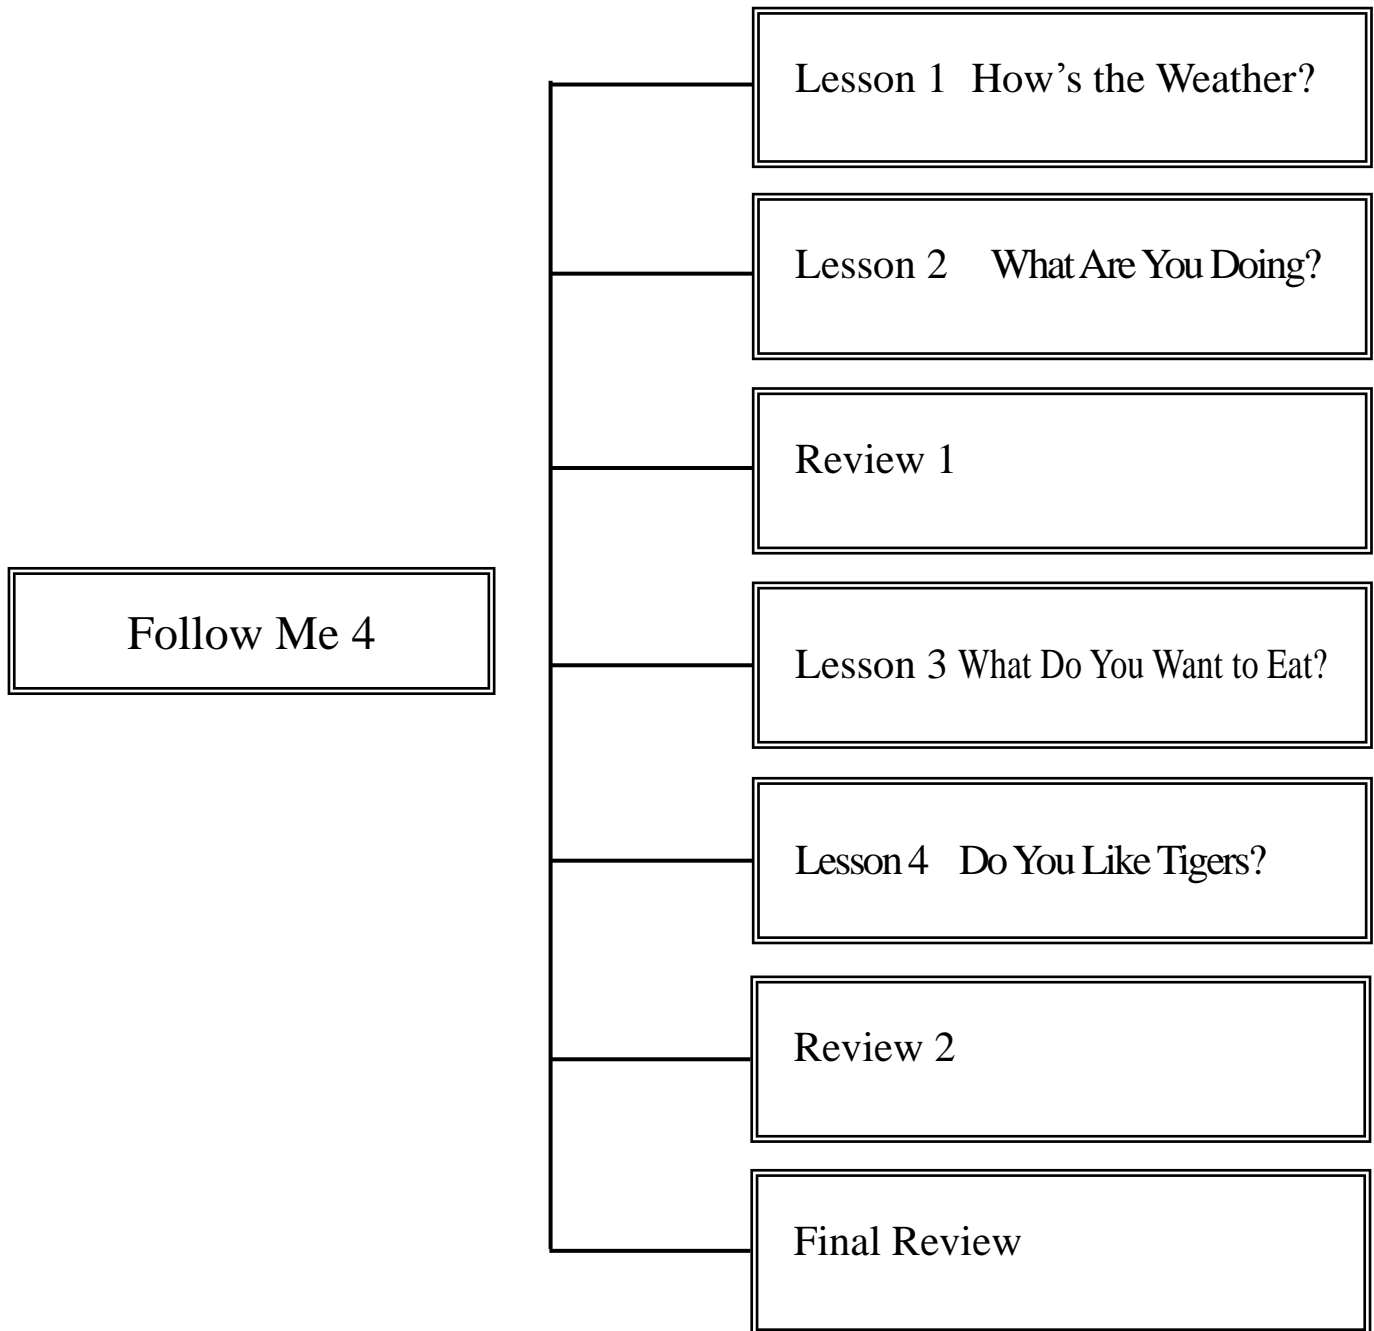 Follow Me 4
Lesson 1 How’s the Weather?
Lesson 2 What Are You Doing?
Review 1
Lesson 3 What Do You Want to Eat?
Lesson 4 Do You Like Tigers?
Review 2
Final Review